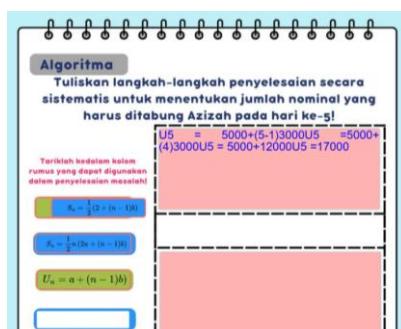 Algoritma
Tuliskan langkah-langkah penyelesaian secara
sistematis untuk menentukan jumlah nominal yang
harus ditabung Azizah pada hari ke-5!
U5 = 5000+(5-1)3000U5 =5000+
(4)3000U5 = 5000+12000U5 =17000
Tariklah kedalam kolom
rumus yang dapat digunakan
dalam penyelesaian masalah!
Sₙ = 1/2(2 + (n − 1)b)
Sₙ = 1/2 n(2a + (n − 1)b)
Uₙ = a + (n − 1)b)